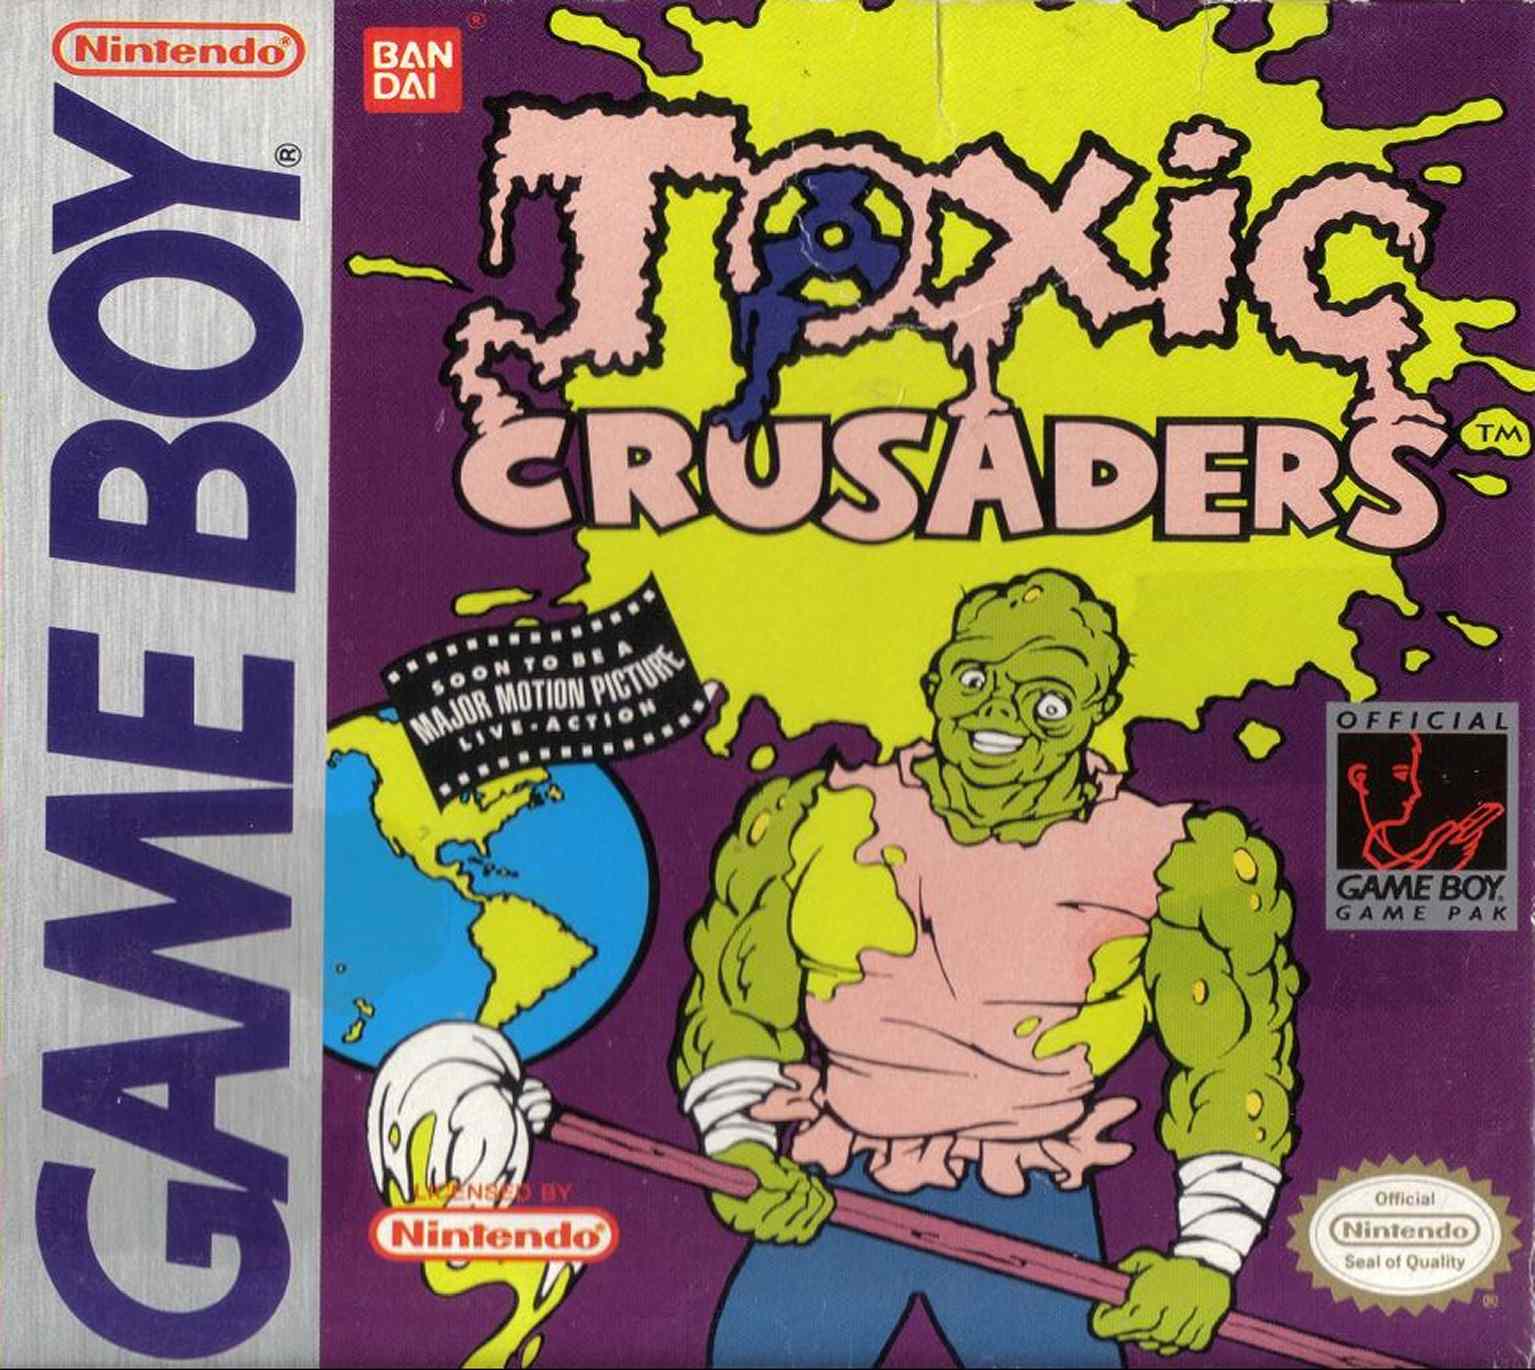 Nintendo®
GAME BOY®
BAN
DAI
®
TOXIC
CRUSADERS
TM
SOON TO BE A
MAJOR MOTION PICTURE
LIVE-ACTION
OFFICIAL
GAME BOY®
GAME PAK
LICENSED BY
Nintendo®
Official
Nintendo
Seal of Quality
®